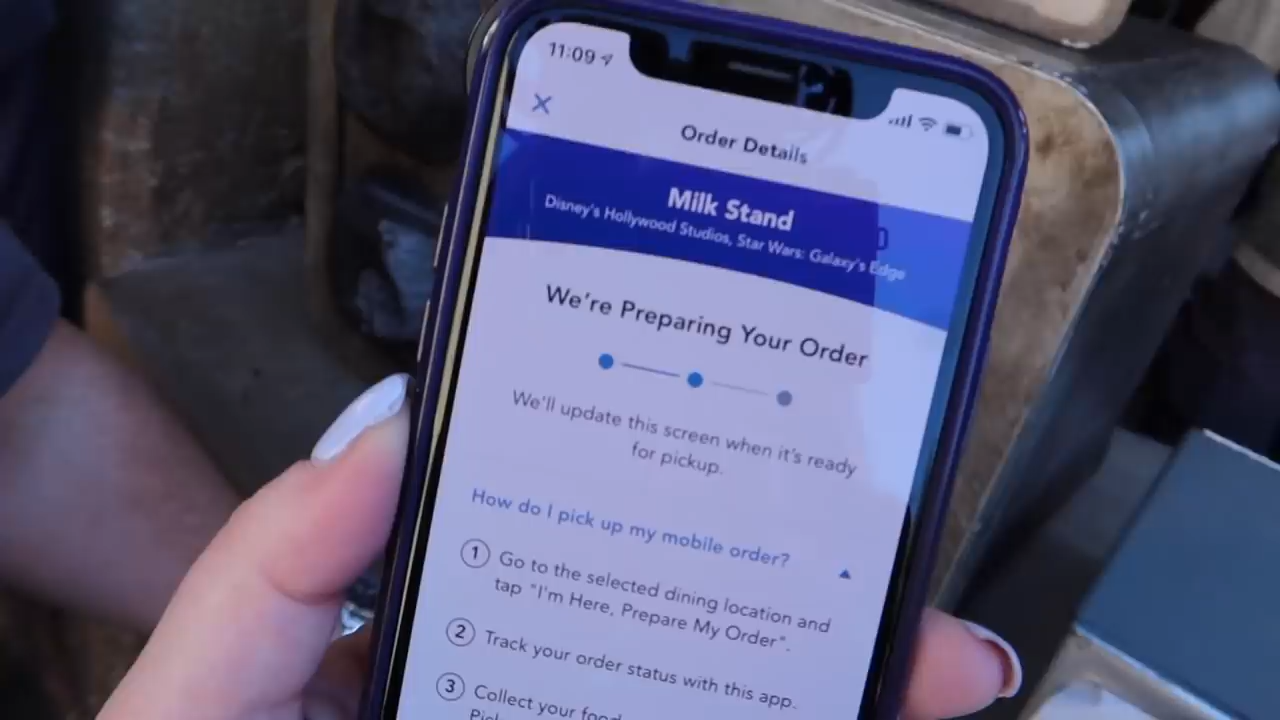 11:09
Order Details
Milk Stand
Disney's Hollywood Studios, Star Wars: Galaxy's Edge
We're Preparing Your Order
We'll update this screen when it's ready
for pickup.
How do I pick up my mobile order?
1 Go to the selected dining location and
tap "I'm Here, Prepare My Order".
2 Track your order status with this app.
3 Collect your food